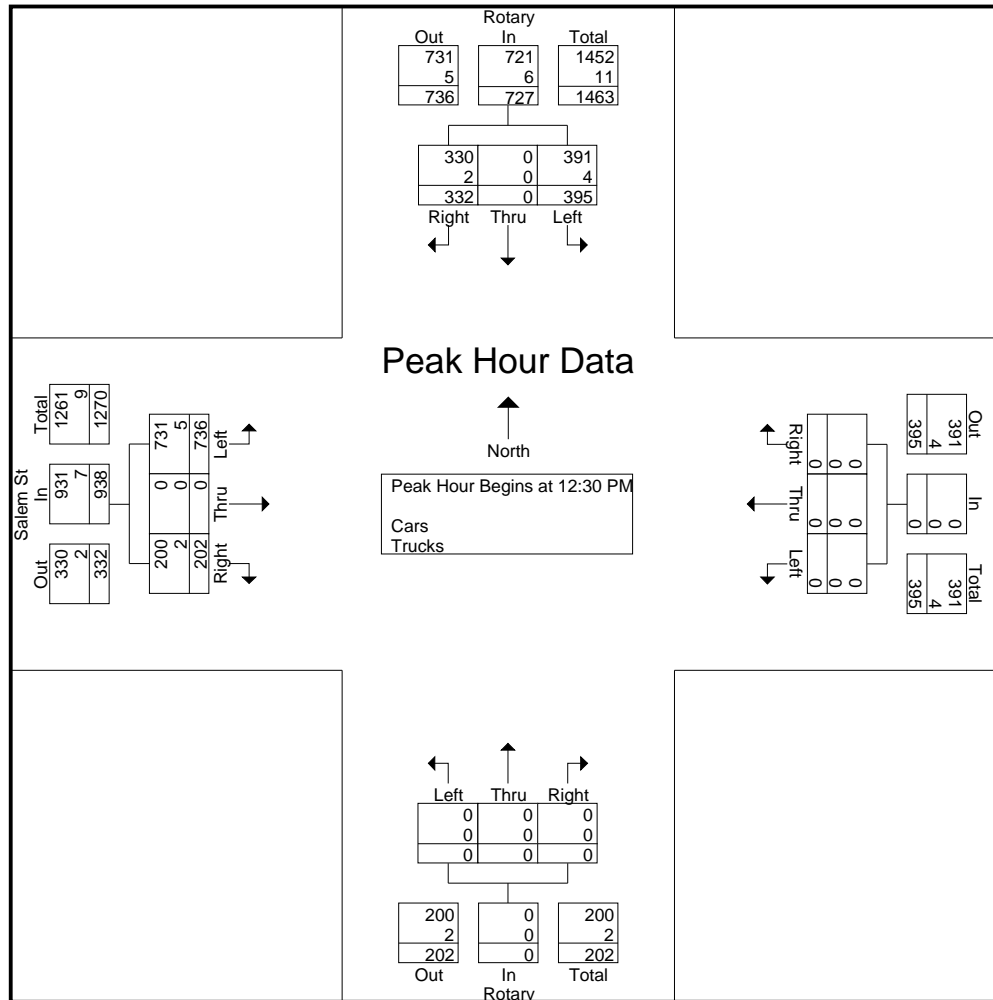 Rotary
Out In Total
731 721 1452
5 6 11
736 727 1463
330 0 391
2 0 4
332 0 395
Right Thru Left
Peak Hour Data
North
Peak Hour Begins at 12:30 PM
Cars
Trucks
Salem St
Out In Total
330 931 1261
2 7 9
332 938 1270
Right Thru Left
200 0 731
2 0 5
202 0 736
Out In Total
391 0 391
4 0 4
395 0 395
Right Thru Left
0 0 0
0 0 0
0 0 0
Left Thru Right
0 0 0
0 0 0
0 0 0
200 0 200
2 0 2
202 0 202
Out In Total
Rotary